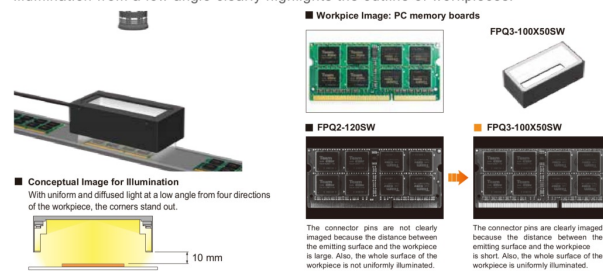 illumination from a low angle clearly highlights the outline of workpieces.
■ Workpice Image: PC memory boards
FPQ3-100X50SW
■ FPQ2-120SW
■ FPQ3-100X50SW
■ Conceptual Image for Illumination
With uniform and diffused light at a low angle from four directions
of the workpiece, the corners stand out.
10 mm
The connector pins are not clearly
imaged because the distance between
the emitting surface and the workpiece
is large. Also, the whole surface of the
workpiece is not uniformly illuminated.
The connector pins are clearly imaged
because the distance between the
emitting surface and the workpiece
is short. Also, the whole surface of the
workpiece is uniformly illuminated.